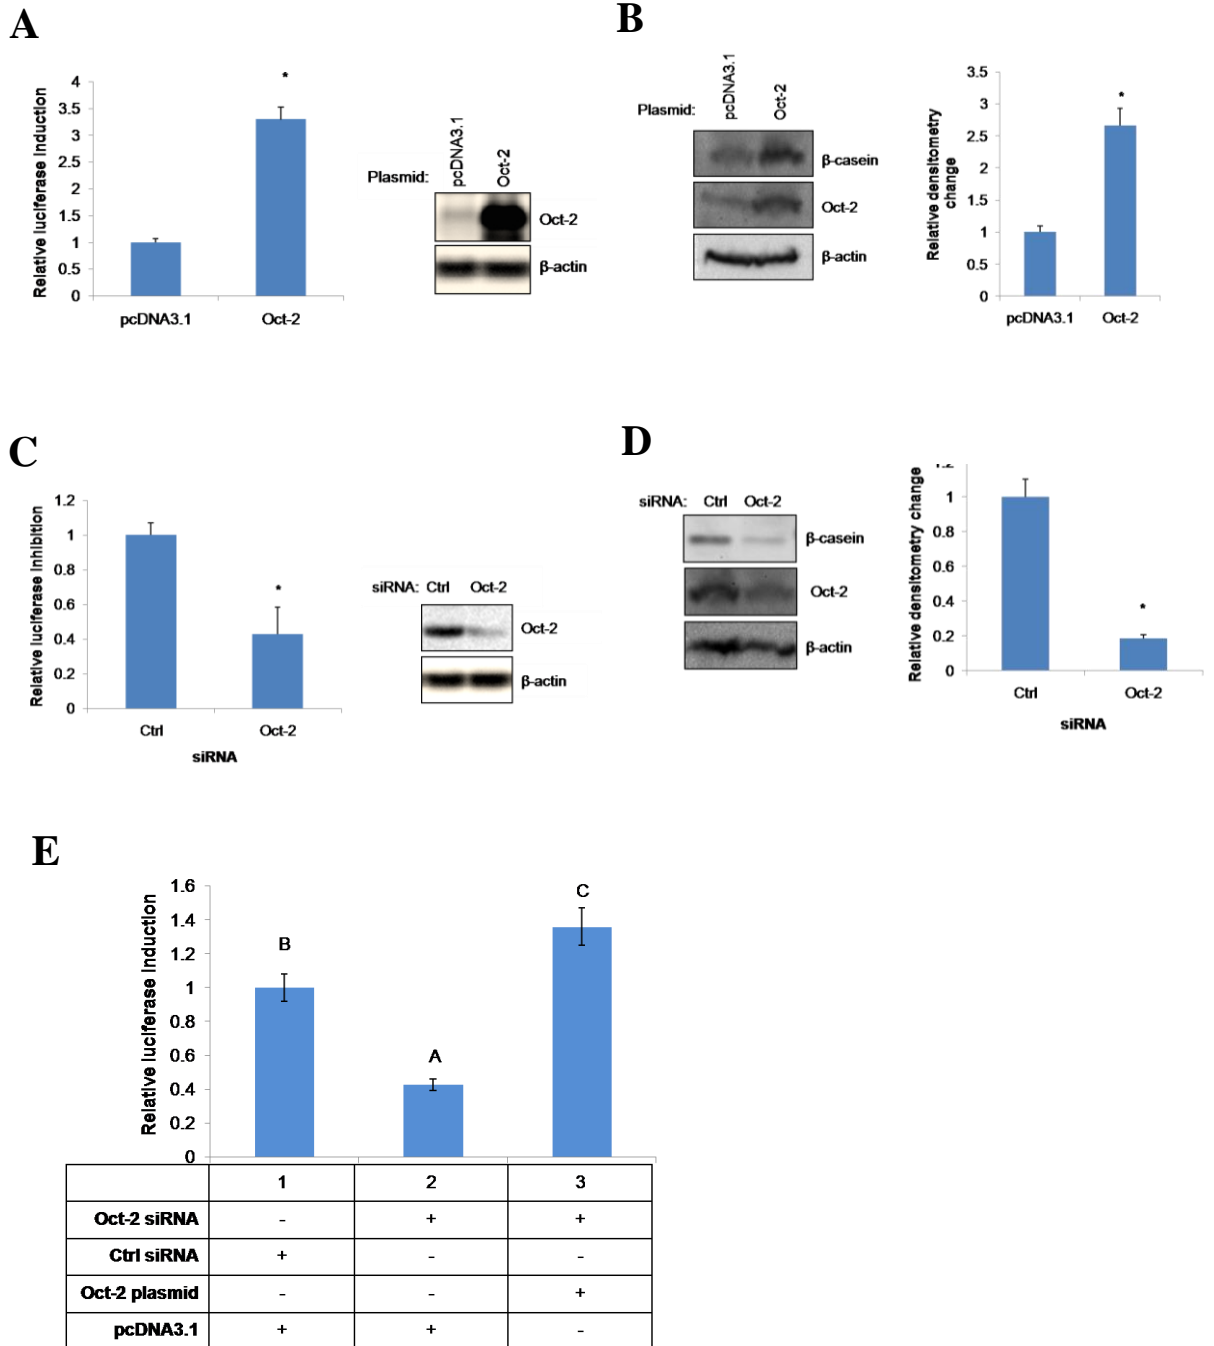 A
Relative luciferase induction
4
3.5
3
2.5
2
1.5
1
0.5
0
*
pcDNA3.1
Oct-2
Plasmid:
pcDNA3.1
Oct-2
Oct-2
β-actin
B
Plasmid:
pcDNA3.1
Oct-2
β-casein
Oct-2
β-actin
Relative densitometry
change
3.5
3
2.5
2
1.5
1
0.5
0
*
pcDNA3.1
Oct-2
C
Relative luciferase inhibition
1.2
1
0.8
0.6
0.4
0.2
0
*
Ctrl
Oct-2
siRNA
siRNA: Ctrl Oct-2
Oct-2
β-actin
D
siRNA: Ctrl Oct-2
β-casein
Oct-2
β-actin
Relative densitometry change
1.2
1
0.8
0.6
0.4
0.2
0
*
Ctrl
Oct-2
siRNA
E
Relative luciferase induction
1.6
1.4
1.2
1
0.8
0.6
0.4
0.2
0
B
A
C
1 2 3
Oct-2 siRNA - + +
Ctrl siRNA + - -
Oct-2 plasmid - - +
pcDNA3.1 + + -